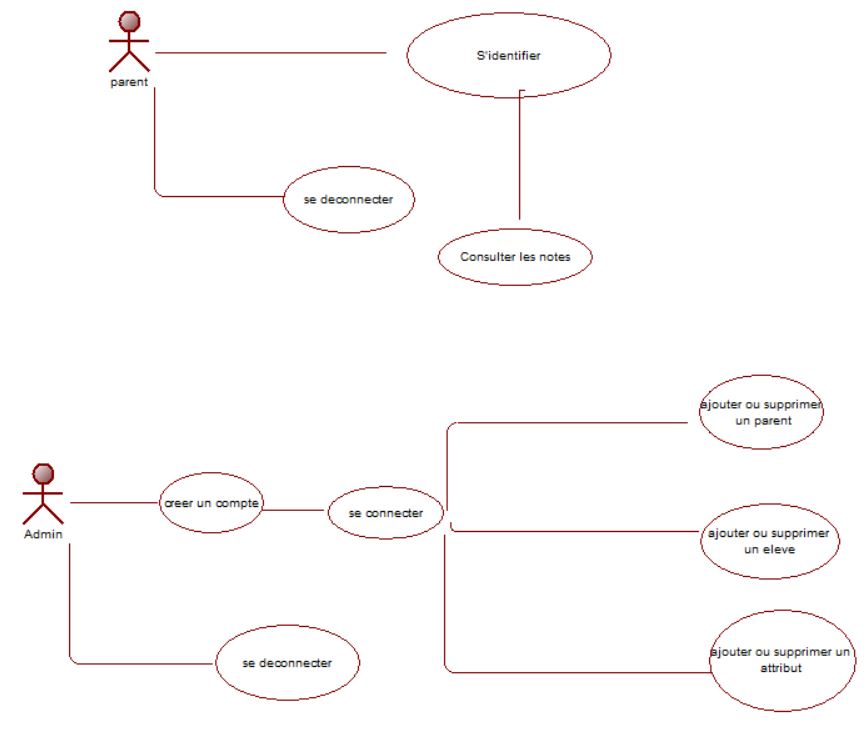 S'identifier
parent
se deconnecter
Consulter les notes
ajouter ou supprimer
un parent
creer un compte
se connecter
Admin
ajouter ou supprimer
un eleve
se deconnecter
ajouter ou supprimer un
attribut